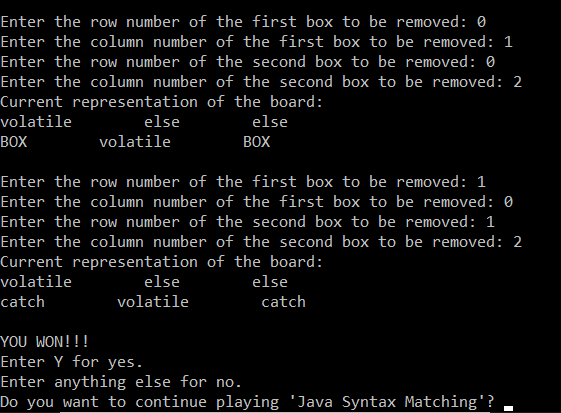 Enter the row number of the first box to be removed: 0
Enter the column number of the first box to be removed: 1
Enter the row number of the second box to be removed: 0
Enter the column number of the second box to be removed: 2
Current representation of the board:
volatile        else        else
BOX        volatile        BOX
Enter the row number of the first box to be removed: 1
Enter the column number of the first box to be removed: 0
Enter the row number of the second box to be removed: 1
Enter the column number of the second box to be removed: 2
Current representation of the board:
volatile        else        else
catch        volatile        catch
YOU WON!!!
Enter Y for yes.
Enter anything else for no.
Do you want to continue playing 'Java Syntax Matching'?